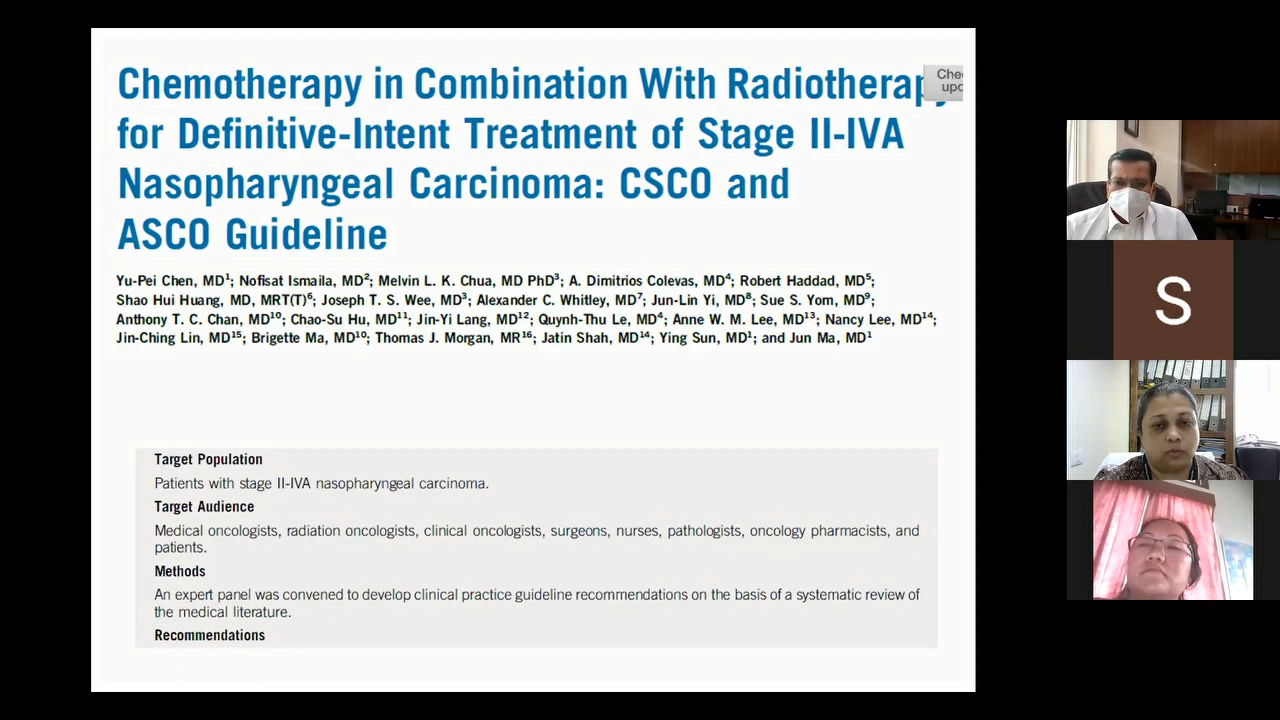 Chemotherapy in Combination With Radiotherapy
Chec
upd
for Definitive-Intent Treatment of Stage II-IVA
Nasopharyngeal Carcinoma: CSCO and
ASCO Guideline
Yu-Pei Chen, MD1; Nofisat Ismaila, MD2; Melvin L. K. Chua, MD PhD3; A. Dimitrios Colevas, MD4; Robert Haddad, MD5;
Shao Hui Huang, MD, MRT(T)6; Joseph T. S. Wee, MD3; Alexander C. Whitley, MD7; Jun-Lin Yi, MD8; Sue S. Yom, MD9;
Anthony T. C. Chan, MD10; Chao-Su Hu, MD11; Jin-Yi Lang, MD12; Quynh-Thu Le, MD4; Anne W. M. Lee, MD13; Nancy Lee, MD14;
Jin-Ching Lin, MD15; Brigette Ma, MD10; Thomas J. Morgan, MR16; Jatin Shah, MD14; Ying Sun, MD1; and Jun Ma, MD1
Target Population
Patients with stage II-IVA nasopharyngeal carcinoma.
Target Audience
Medical oncologists, radiation oncologists, clinical oncologists, surgeons, nurses, pathologists, oncology pharmacists, and
patients.
Methods
An expert panel was convened to develop clinical practice guideline recommendations on the basis of a systematic review of
the medical literature.
Recommendations
S